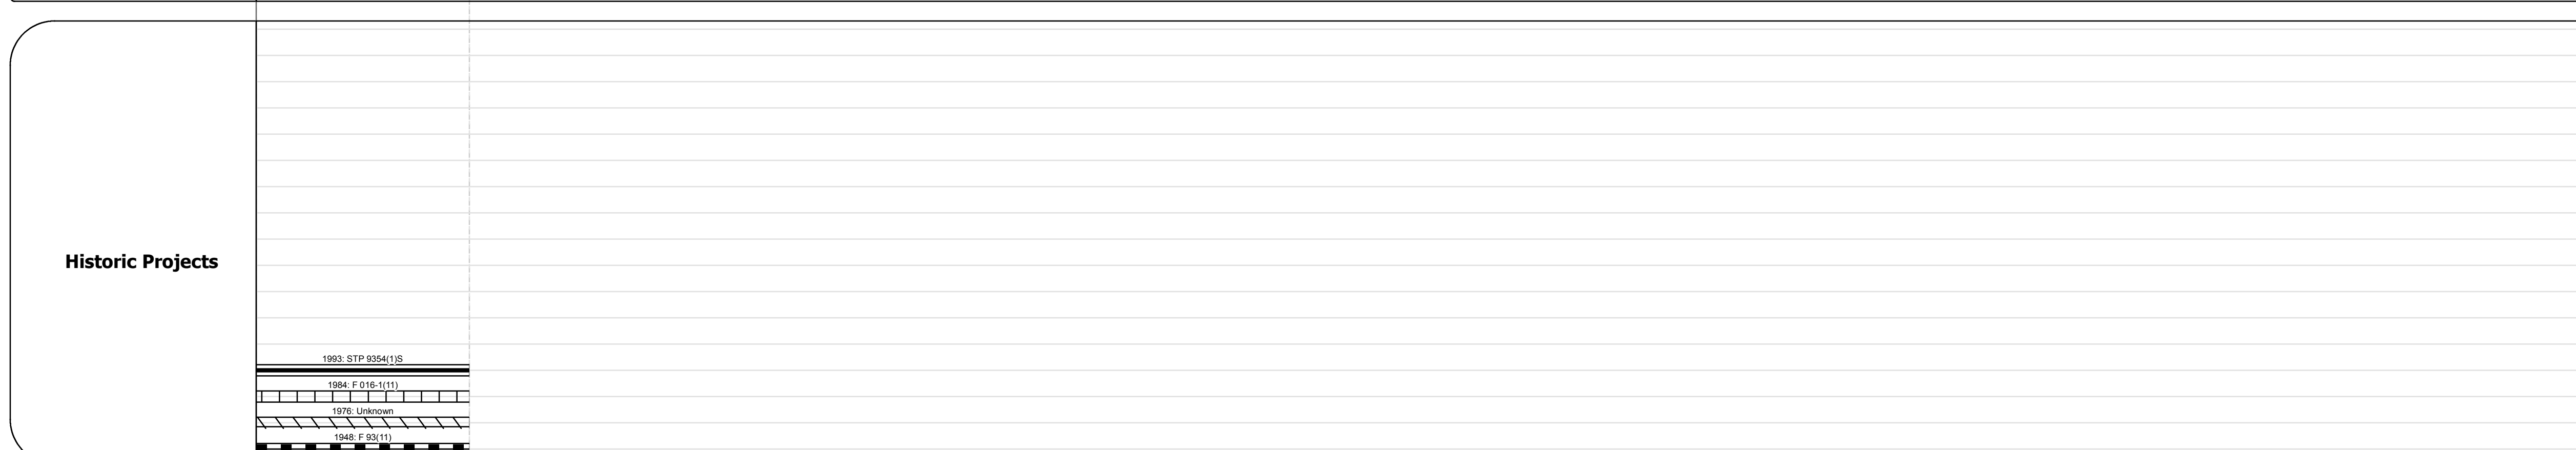 Historic Projects
1993: STP 9354(1)S
1984: F 016-1(11)
1976: Unknown
1948: F 93(11)